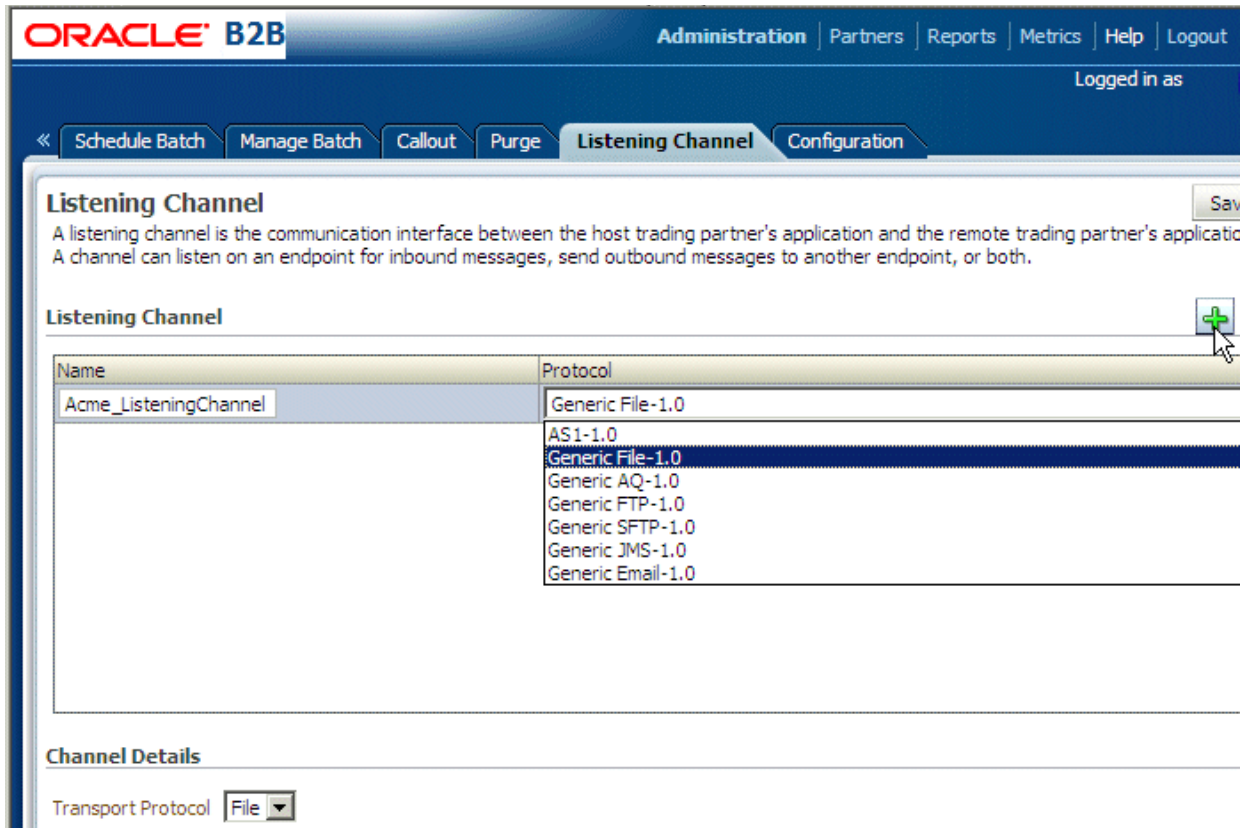 ORACLE B2B
Administration | Partners | Reports | Metrics | Help | Logout
Logged in as
« Schedule Batch Manage Batch Callout Purge Listening Channel Configuration
Listening Channel
Sav
A listening channel is the communication interface between the host trading partner's application and the remote trading partner's applicatio
A channel can listen on an endpoint for inbound messages, send outbound messages to another endpoint, or both.
Listening Channel
Name Protocol
Acme_ListeningChannel Generic File-1.0
AS1-1.0
Generic File-1.0
Generic AQ-1.0
Generic FTP-1.0
Generic SFTP-1.0
Generic JMS-1.0
Generic Email-1.0
Channel Details
Transport Protocol File